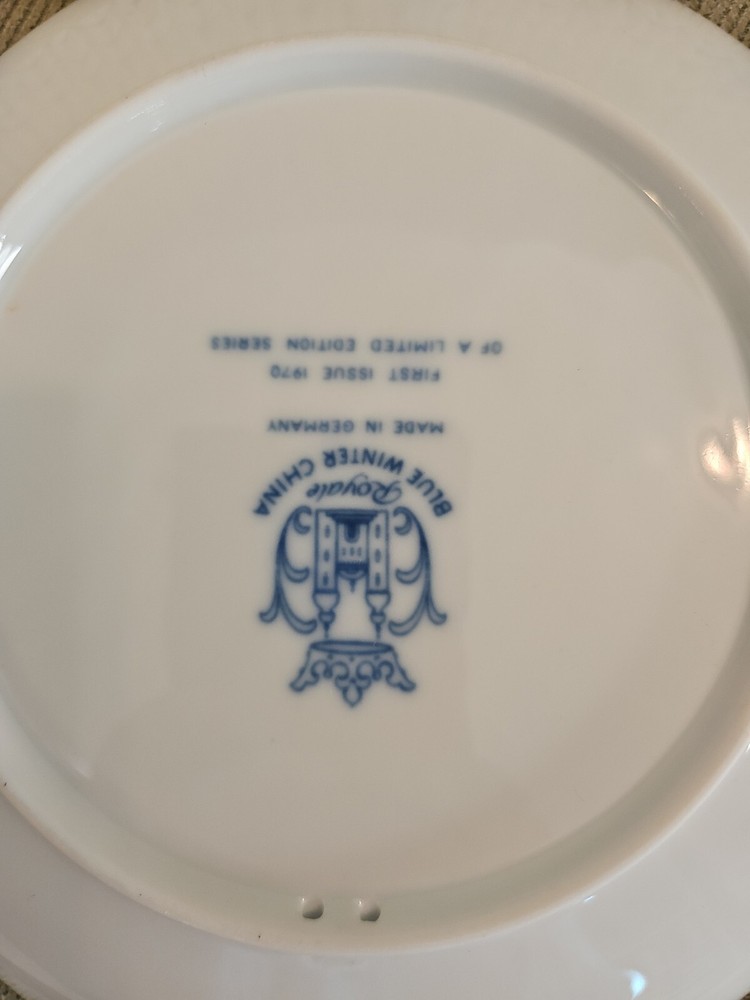 Royale
BLUE WINTER CHINA
MADE IN GERMANY
FIRST ISSUE 1970
OF A LIMITED EDITION SERIES